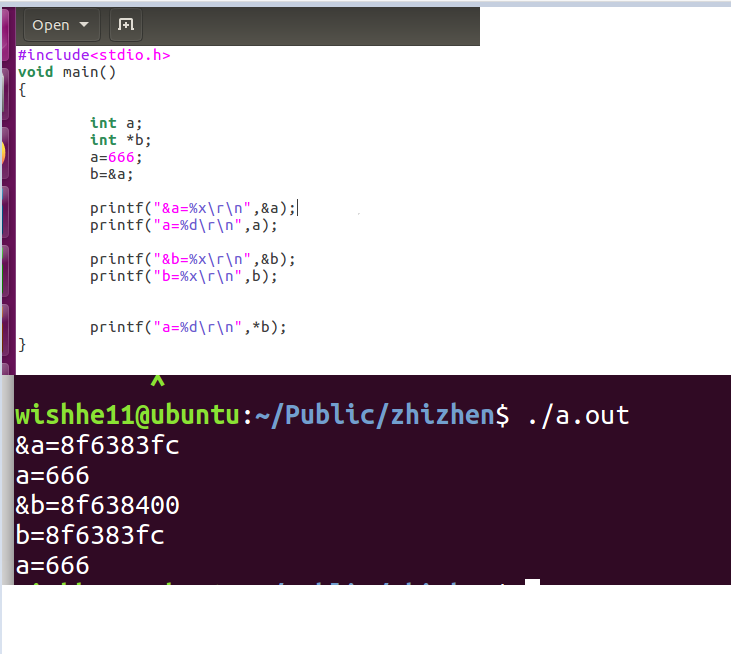 Open
#include<stdio.h>
void main()
{
int a;
int *b;
a=666;
b=&a;
printf("&a=%x\r\n",&a);
printf("a=%d\r\n",a);
printf("&b=%x\r\n",&b);
printf("b=%x\r\n",b);
printf("a=%d\r\n",*b);
}
^
wishhe11@ubuntu:~/Public/zhizhen$ ./a.out
&a=8f6383fc
a=666
&b=8f638400
b=8f6383fc
a=666